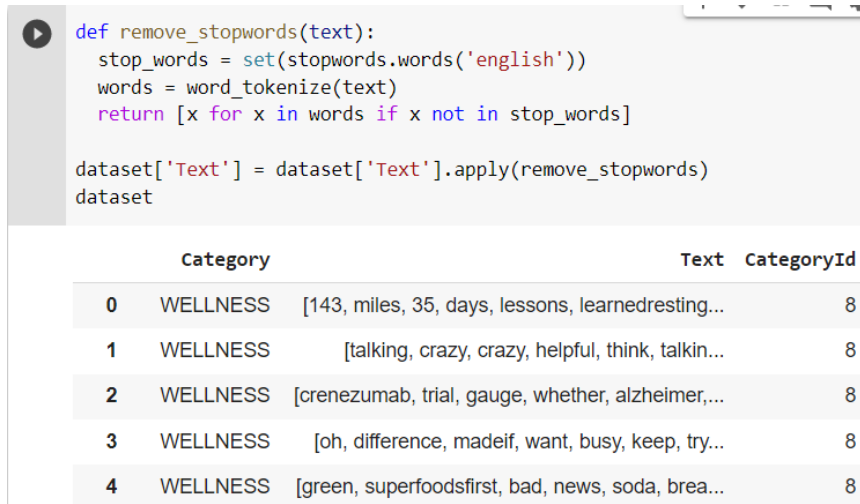 def remove_stopwords(text):
  stop_words = set(stopwords.words('english'))
  words = word_tokenize(text)
  return [x for x in words if x not in stop_words]
dataset['Text'] = dataset['Text'].apply(remove_stopwords)
dataset
Category Text CategoryId
0 WELLNESS [143, miles, 35, days, lessons, learnedresting... 8
1 WELLNESS [talking, crazy, crazy, helpful, think, talkin... 8
2 WELLNESS [crenezumab, trial, gauge, whether, alzheimer,... 8
3 WELLNESS [oh, difference, madeif, want, busy, keep, try... 8
4 WELLNESS [green, superfoodsfirst, bad, news, soda, brea... 8